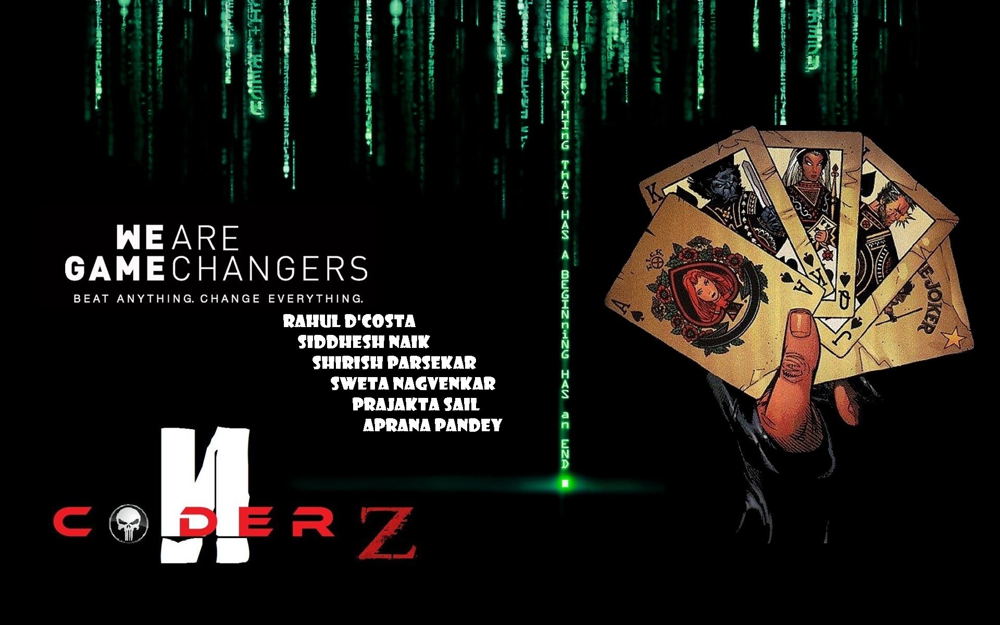 EVERYTHiNG ThAt HAS A BEGINniNG HAS an END
WE ARE
GAMECHANGERS
BEAT ANYTHING. CHANGE EVERYTHING.
RAHUL D'COSTA
SIDDHESH NAIK
SHIRISH PARSEKAR
SWETA NAGVENKAR
PRAJAKTA SAIL
APRANA PANDEY
CODERZ
K
A
A
K
Q
J
JOKER